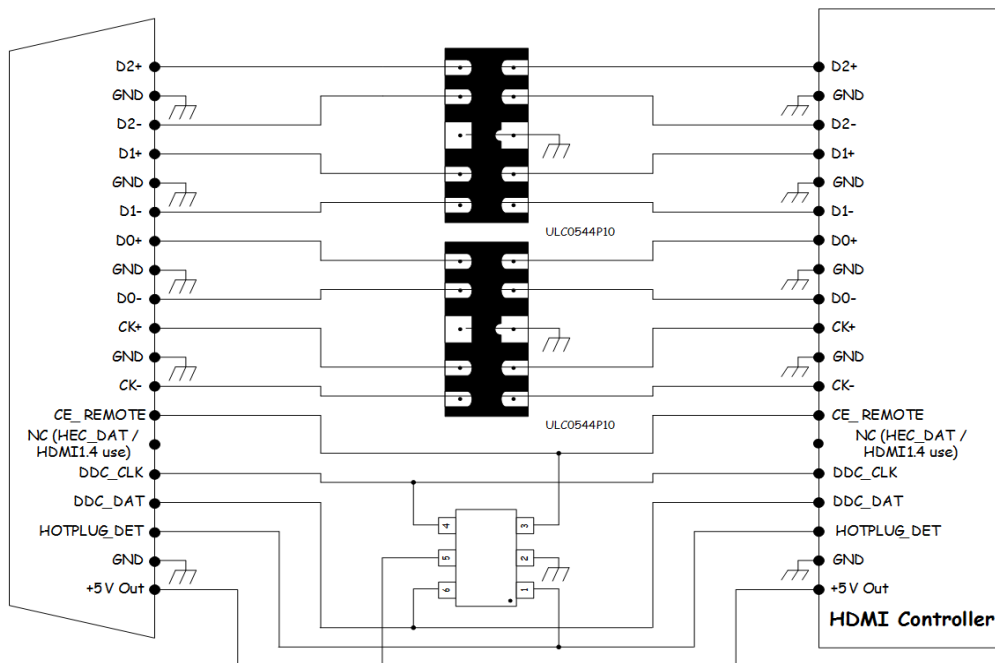 D2+
GND
D2-
D1+
GND
D1-
D0+
GND
D0-
CK+
GND
CK-
CE_REMOTE
NC (HEC_DAT /
HDMI1.4 use)
DDC_CLK
DDC_DAT
HOTPLUG_DET
GND
+5V Out
ULC0544P10
ULC0544P10
4
3
5
2
6
1
D2+
GND
D2-
D1+
GND
D1-
D0+
GND
D0-
CK+
GND
CK-
CE_REMOTE
NC (HEC_DAT /
HDMI1.4 use)
DDC_CLK
DDC_DAT
HOTPLUG_DET
GND
+5V Out
HDMI Controller